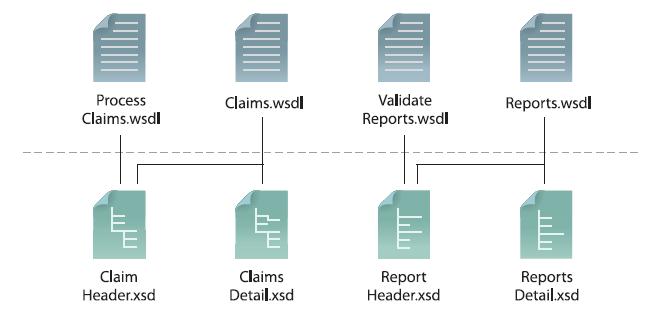 Process
Claims.wsdl
Claims.wsdl
Validate
Reports.wsdl
Reports.wsdl
Claim
Header.xsd
Claims
Detail.xsd
Report
Header.xsd
Reports
Detail.xsd